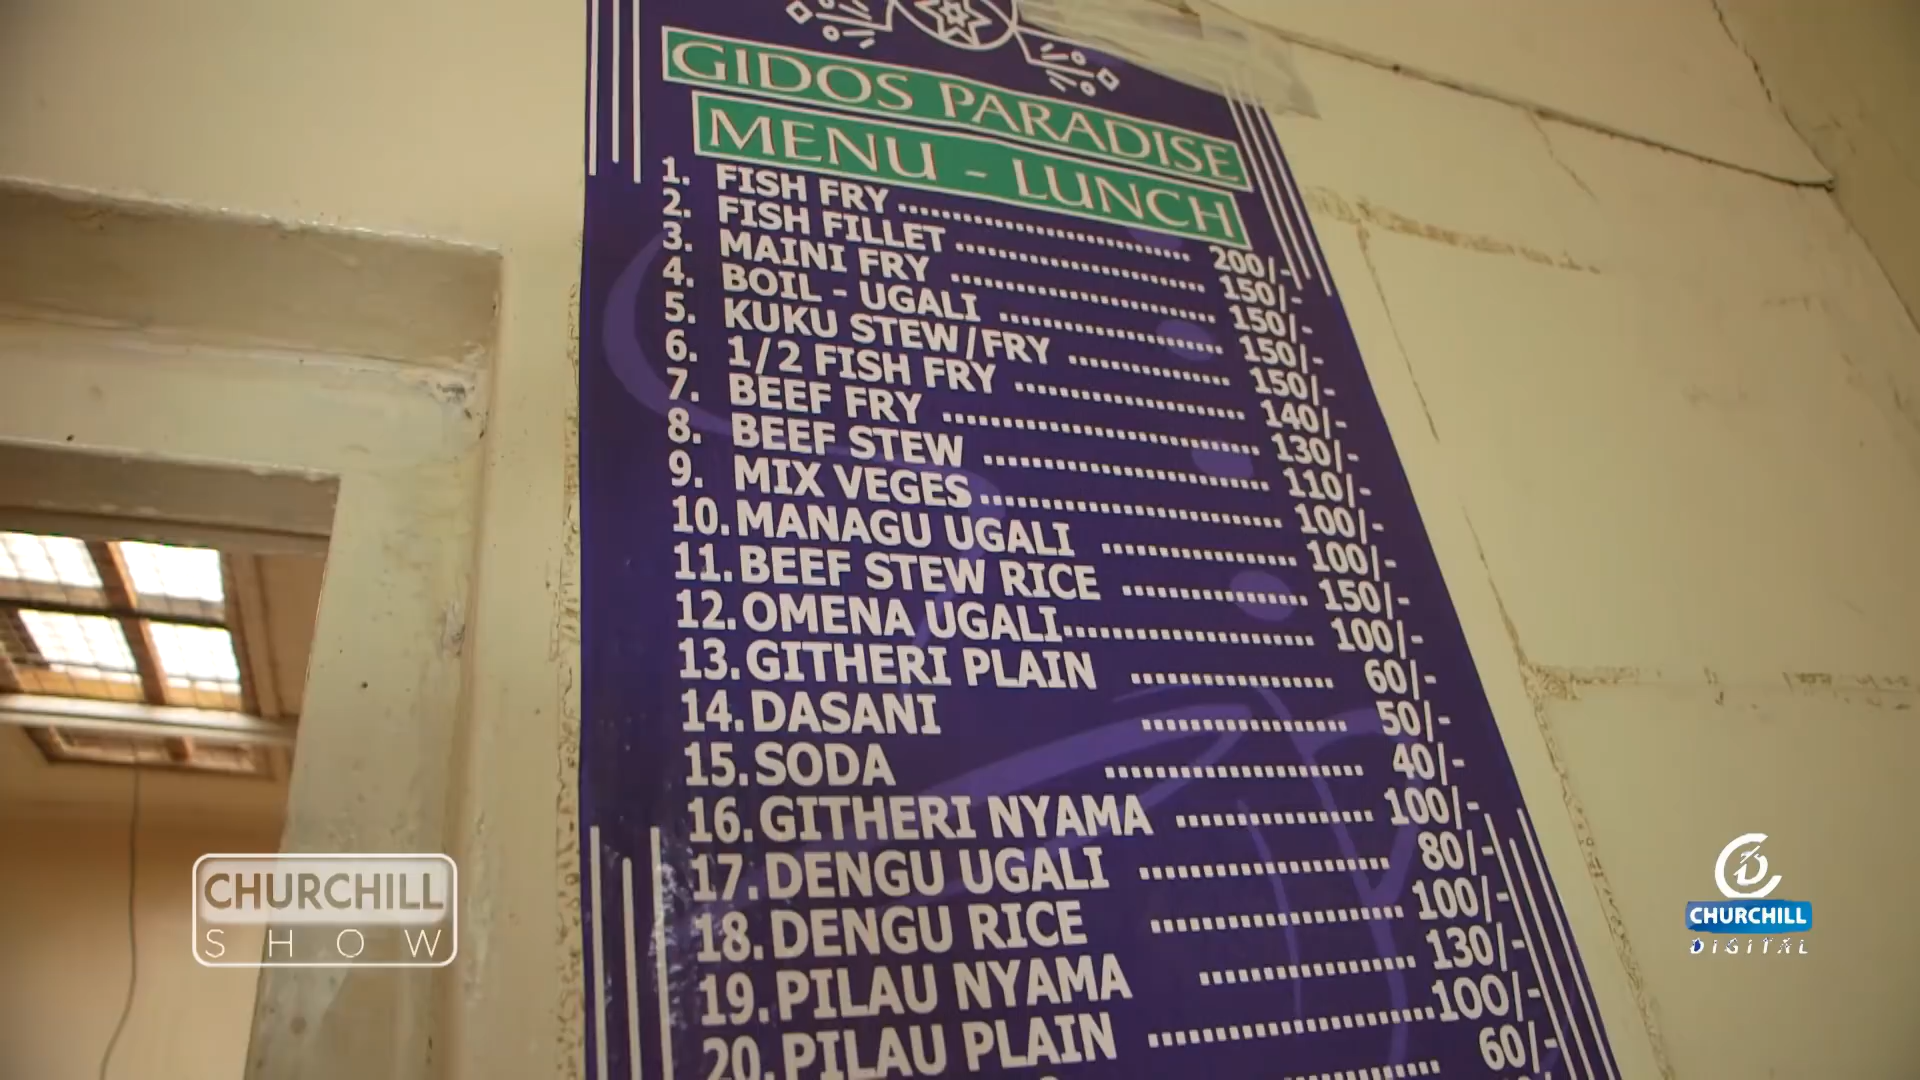 GIDOS PARADISE
MENU - LUNCH
1. FISH FRY ................................ 200/-
2. FISH FILLET ........................... 150/-
3. MAINI FRY ............................ 150/-
4. BOIL - UGALI ........................ 150/-
5. KUKU STEW/FRY ................. 150/-
6. 1/2 FISH FRY ........................ 140/-
7. BEEF FRY ................................ 130/-
8. BEEF STEW ............................ 110/-
9. MIX VEGES ............................ 100/-
10. MANAGU UGALI ................. 100/-
11. BEEF STEW RICE ................ 150/-
12. OMENA UGALI...................... 100/-
13. GITHERI PLAIN .................. 60/-
14. DASANI .................. 50/-
15. SODA ...................... 40/-
16. GITHERI NYAMA ................. 100/-
17. DENGU UGALI ..................... 80/-
18. DENGU RICE ..................... 100/-
19. PILAU NYAMA ................. 130/-
20. PILAU PLAIN .....................100/-
60/-
CHURCHILL
SHOW
CHURCHILL
DIGITAL